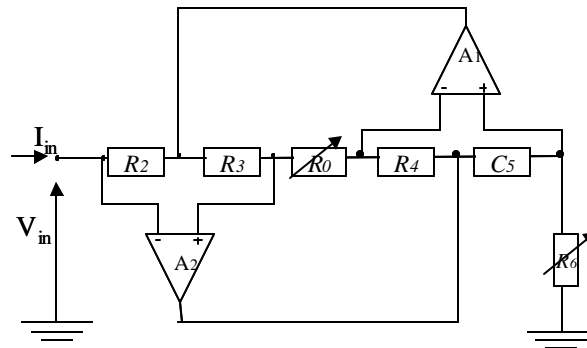 A1
- +
Iin
R2
R3
R0
R4
C5
Vin
- +
A2
R6